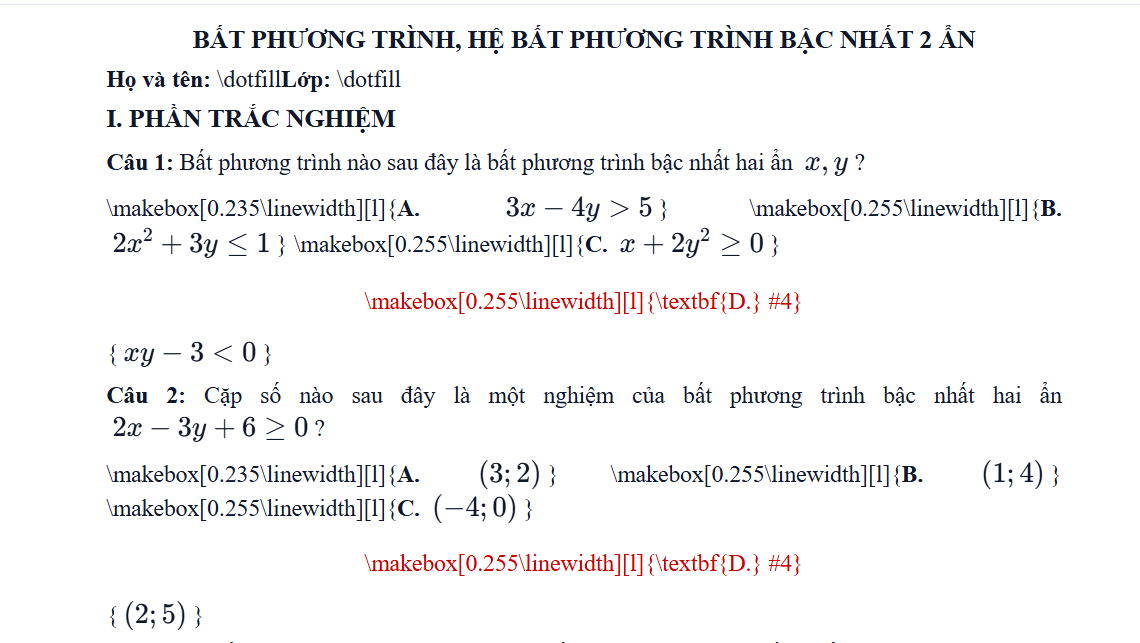 BẤT PHƯƠNG TRÌNH, HỆ BẤT PHƯƠNG TRÌNH BẬC NHẤT 2 ẨN
Họ và tên: \dotfillLớp: \dotfill
I. PHẦN TRẮC NGHIỆM
Câu 1: Bất phương trình nào sau đây là bất phương trình bậc nhất hai ẩn x, y ?
\makebox[0.235\linewidth][l]{A. 3x − 4y > 5 } \makebox[0.255\linewidth][l]{B.
2x² + 3y ≤ 1 } \makebox[0.255\linewidth][l]{C. x + 2y² ≥ 0 }
\makebox[0.255\linewidth][l]{\textbf{D.} #4}
{ xy − 3 < 0 }
Câu 2: Cặp số nào sau đây là một nghiệm của bất phương trình bậc nhất hai ẩn
2x − 3y + 6 ≥ 0 ?
\makebox[0.235\linewidth][l]{A. (3; 2) } \makebox[0.255\linewidth][l]{B. (1; 4) }
\makebox[0.255\linewidth][l]{C. (−4; 0) }
\makebox[0.255\linewidth][l]{\textbf{D.} #4}
{ (2; 5) }